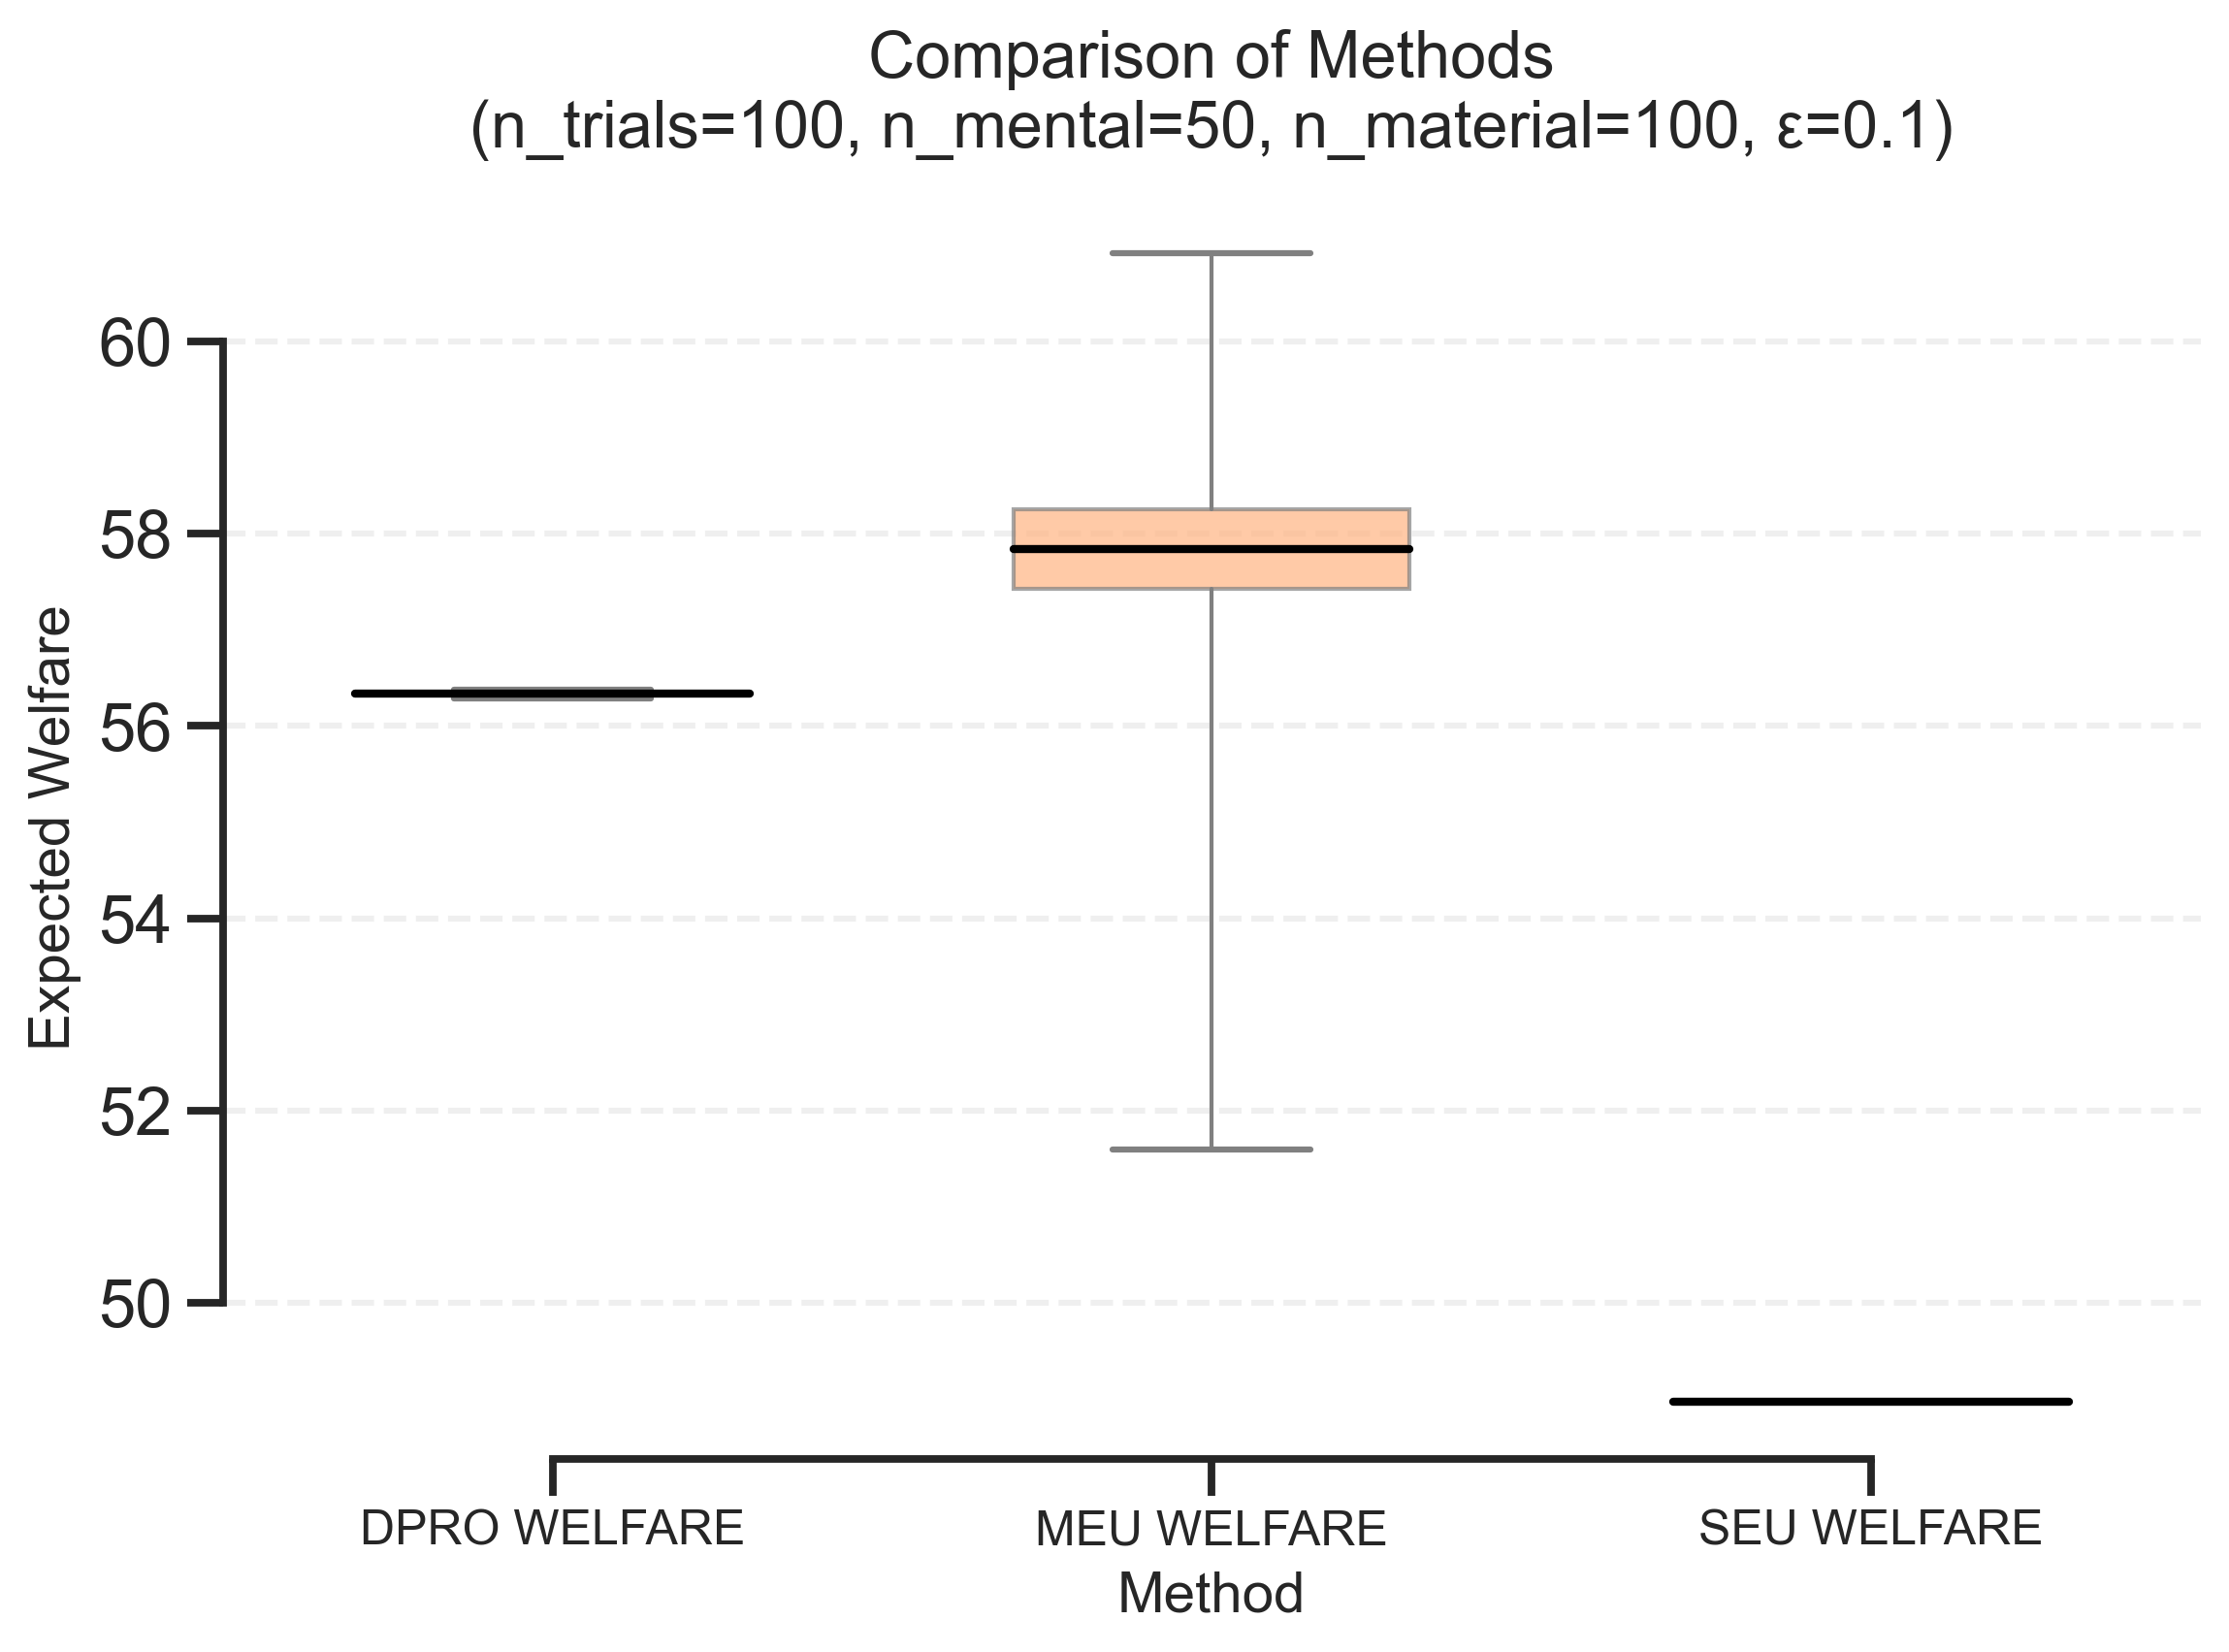 Comparison of Methods
(n_trials=100, n_mental=50, n_material=100, ε=0.1)
60
58
56
54
52
50
Expected Welfare
DPRO WELFARE
MEU WELFARE
SEU WELFARE
Method